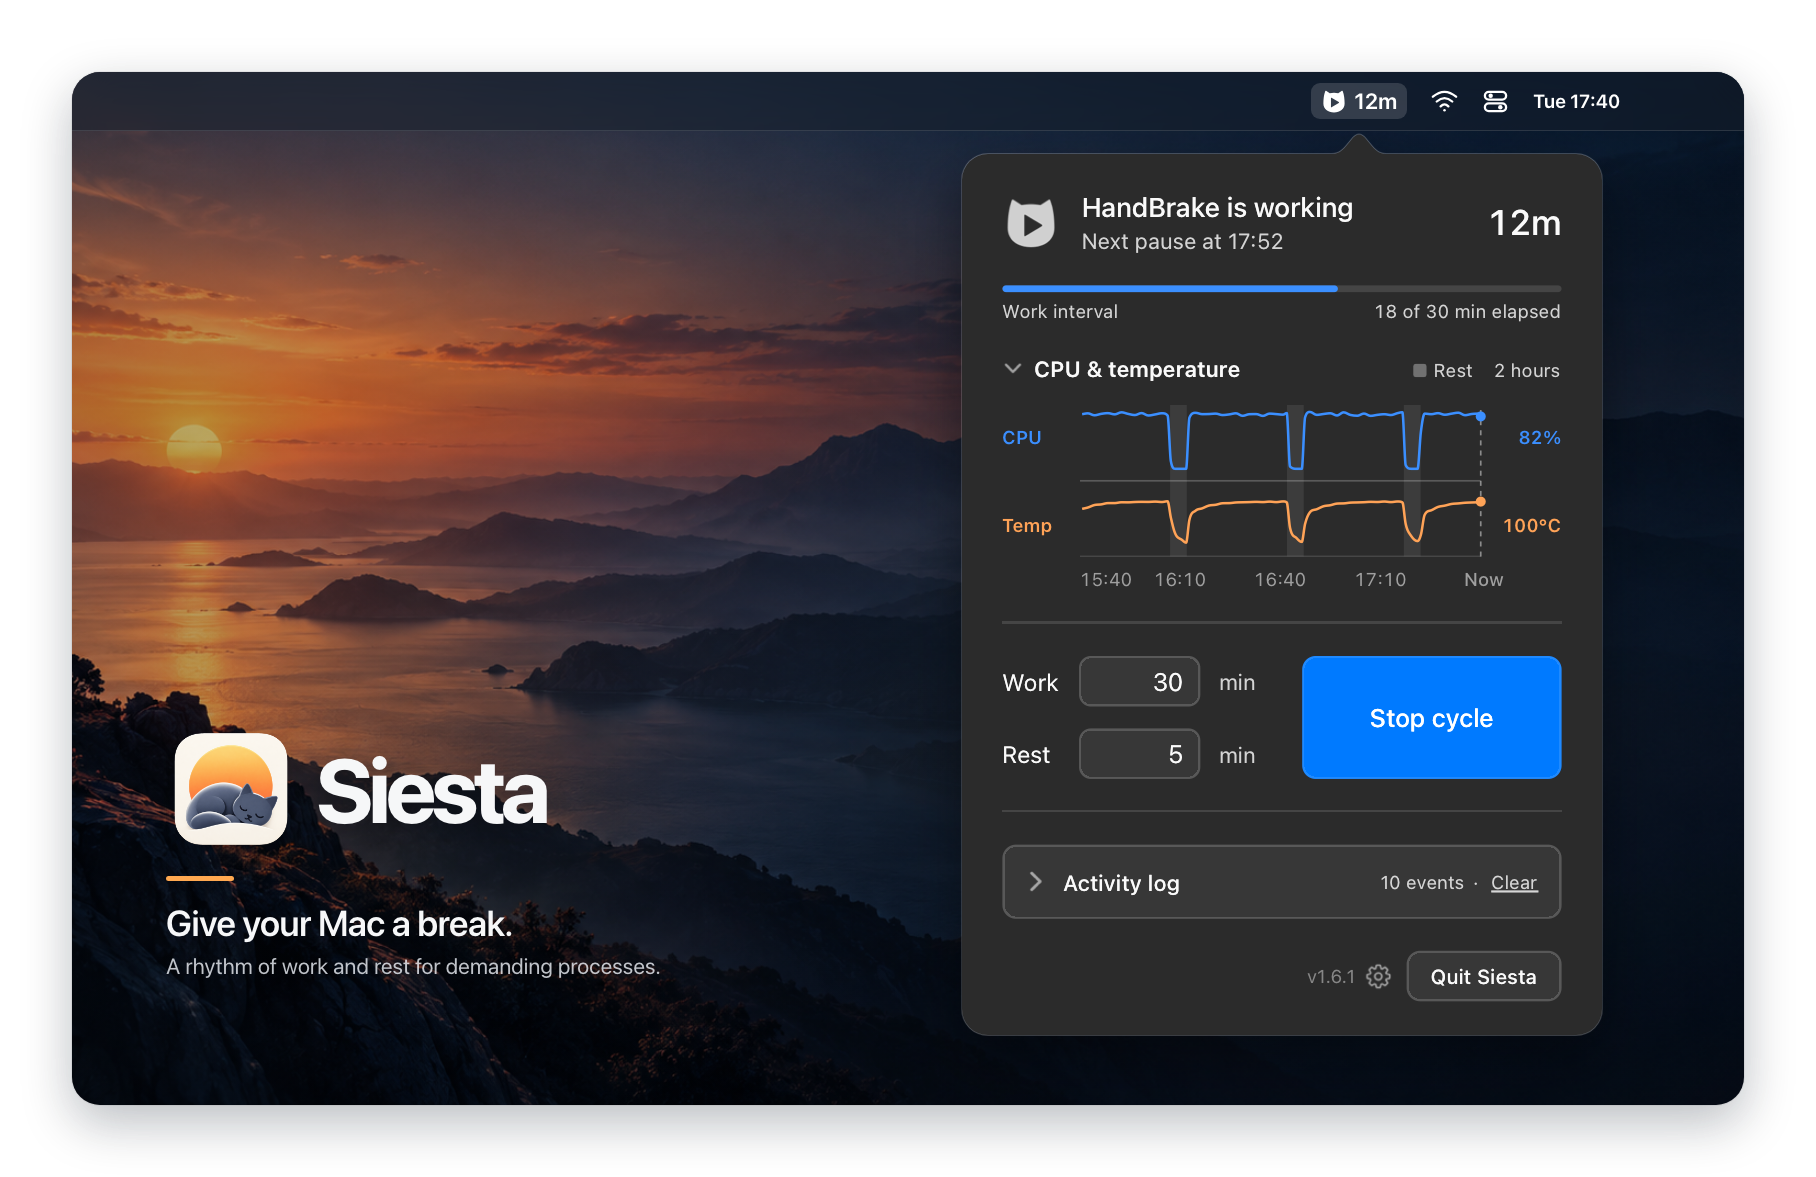 12m
Tue 17:40
HandBrake is working
Next pause at 17:52
12m
Work interval
18 of 30 min elapsed
CPU & temperature
Rest
2 hours
CPU
82%
Temp
100°C
15:40 16:10 16:40 17:10 Now
Work 30 min
Rest 5 min
Stop cycle
Activity log
10 events · Clear
v1.6.1
Quit Siesta
Siesta
Give your Mac a break.
A rhythm of work and rest for demanding processes.